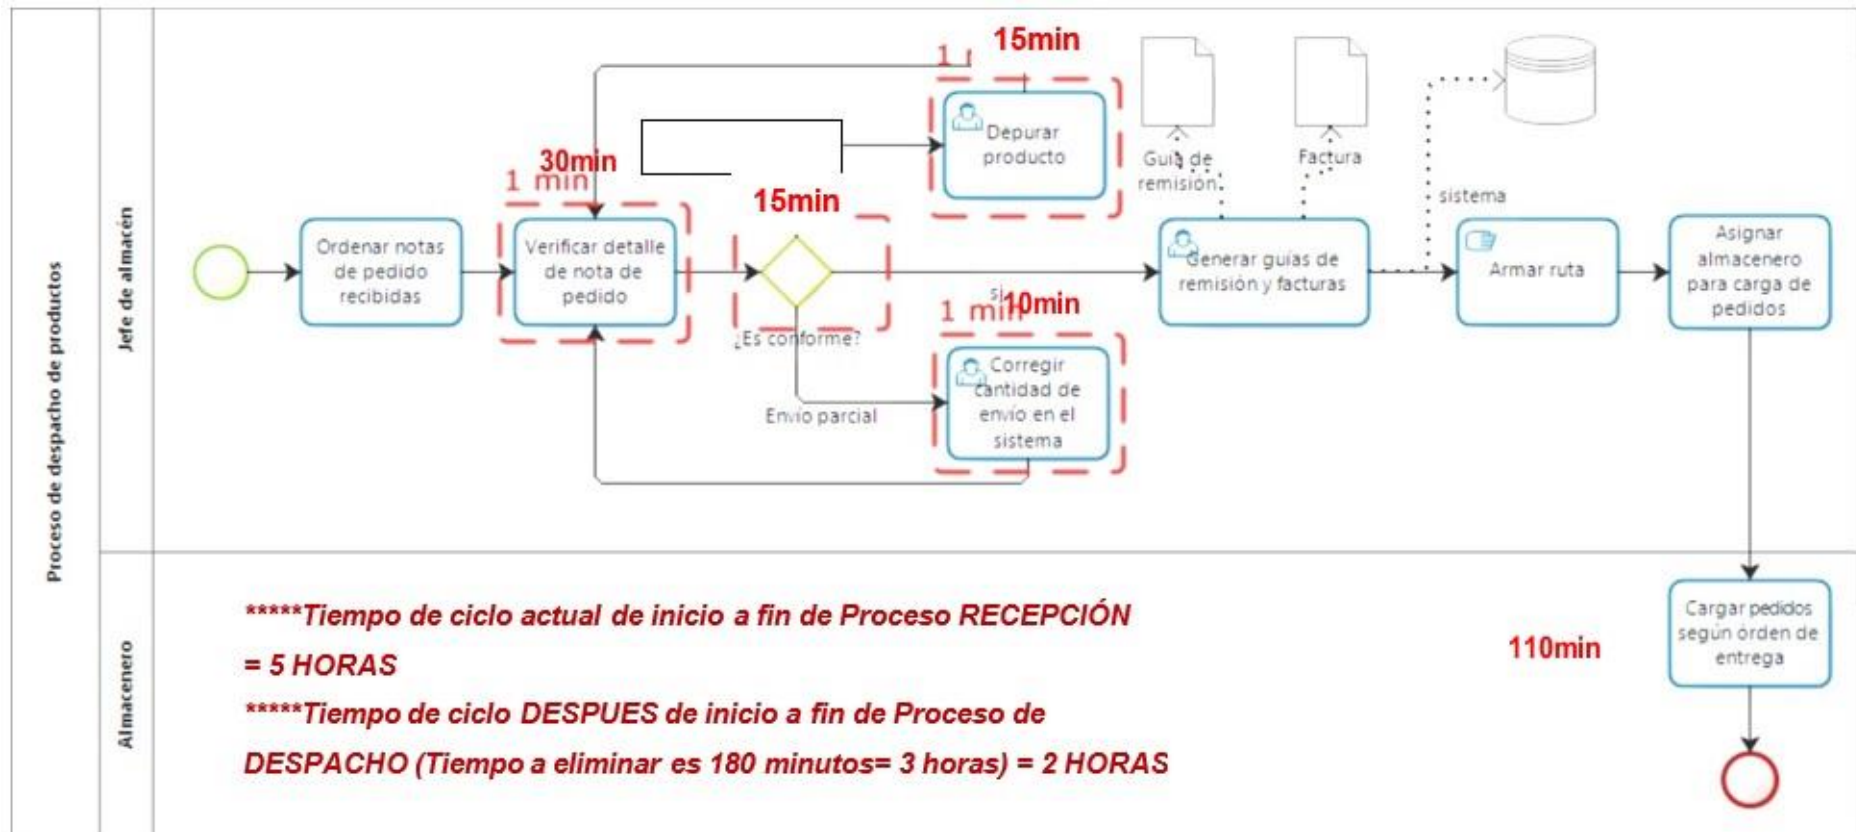 Proceso de despacho de productos
Jefe de almacén
Almacenero
Ordenar notas
de pedido
recibidas
30min
1 min
Verificar detalle
de nota de
pedido
15min
¿Es conforme?
si
Envío parcial
1
15min
Depurar
producto
1 min
10min
Corregir
cantidad de
envío en el
sistema
Guía de
remisión
Factura
sistema
Generar guías de
remisión y facturas
Armar ruta
Asignar
almacenero
para carga de
pedidos
110min
Cargar pedidos
según órden de
entrega
*****Tiempo de ciclo actual de inicio a fin de Proceso RECEPCIÓN
= 5 HORAS
*****Tiempo de ciclo DESPUES de inicio a fin de Proceso de
DESPACHO (Tiempo a eliminar es 180 minutos= 3 horas) = 2 HORAS